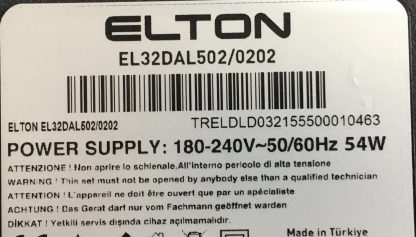 ELTON
EL32DAL502/0202
ELTON EL32DAL502/0202 TRELDLD032155500010463
POWER SUPPLY: 180-240V~50/60Hz 54W
ATTENZIONE ! Non aprire lo schienale.All'interno pericolo di alta tensione
WARNING ! This set must not be opened by anybody else than a qualified technician
ATTENTION ! L'appareil ne doit être ouvert que par un spécialiste
ACHTUNG ! Das Gerat darf nur vom Fachmann geöffnet werden
DİKKAT ! Yetkili servis dışında cihaz açılmamalıdır.
Made in Türkiye